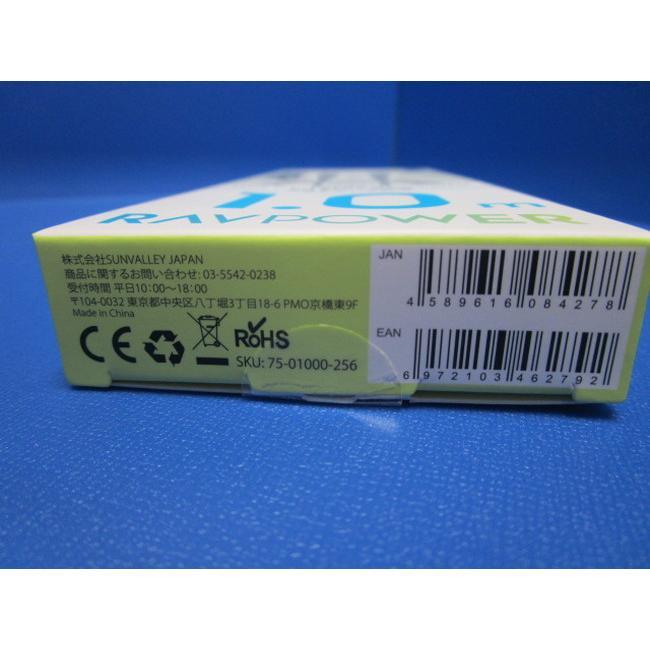 1.0 m
RAVPOWER
株式会社SUNVALLEY JAPAN
商品に関するお問い合わせ: 03-5542-0238
受付時間 平日10:00～18:00
〒104-0032 東京都中央区八丁堀3丁目18-6 PMO京橋東9F
Made in China
CE
RoHS
SKU: 75-01000-256
JAN
4 589616 084278
EAN
6 972103 462792